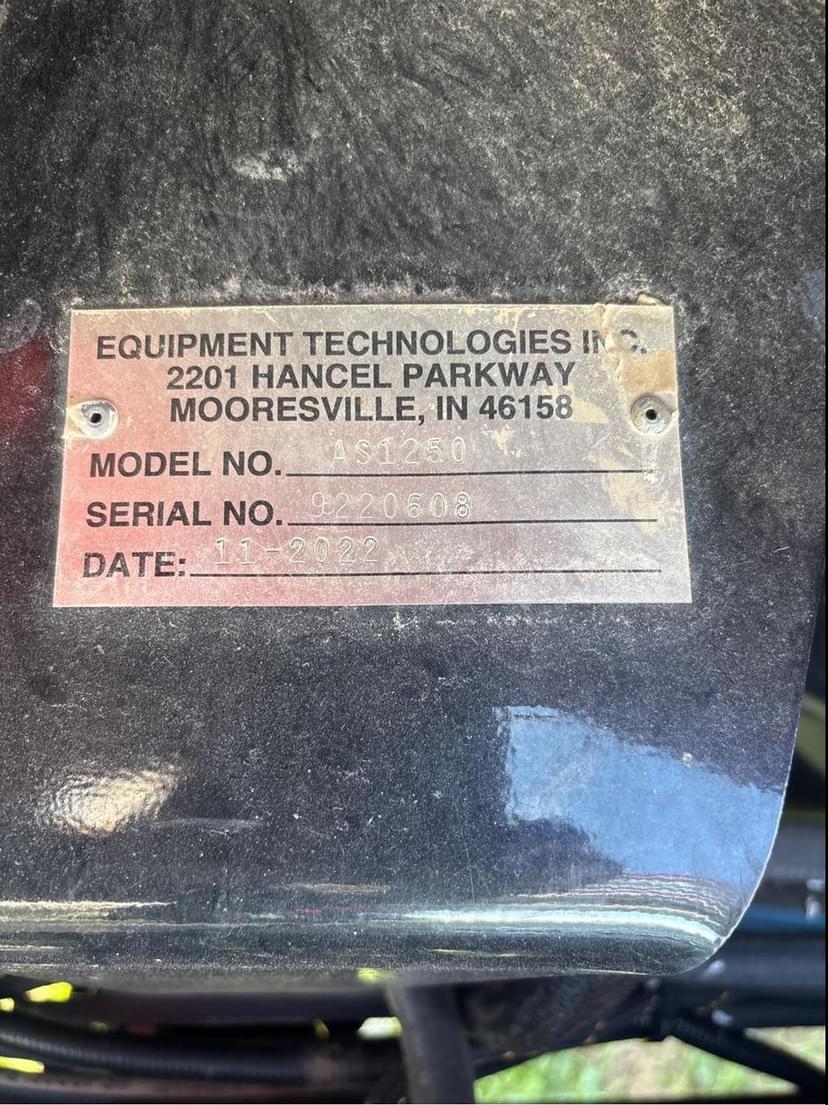 EQUIPMENT TECHNOLOGIES INC.
2201 HANCEL PARKWAY
MOORESVILLE, IN 46158
MODEL NO. AS1250
SERIAL NO. 9220608
DATE: 11-2022